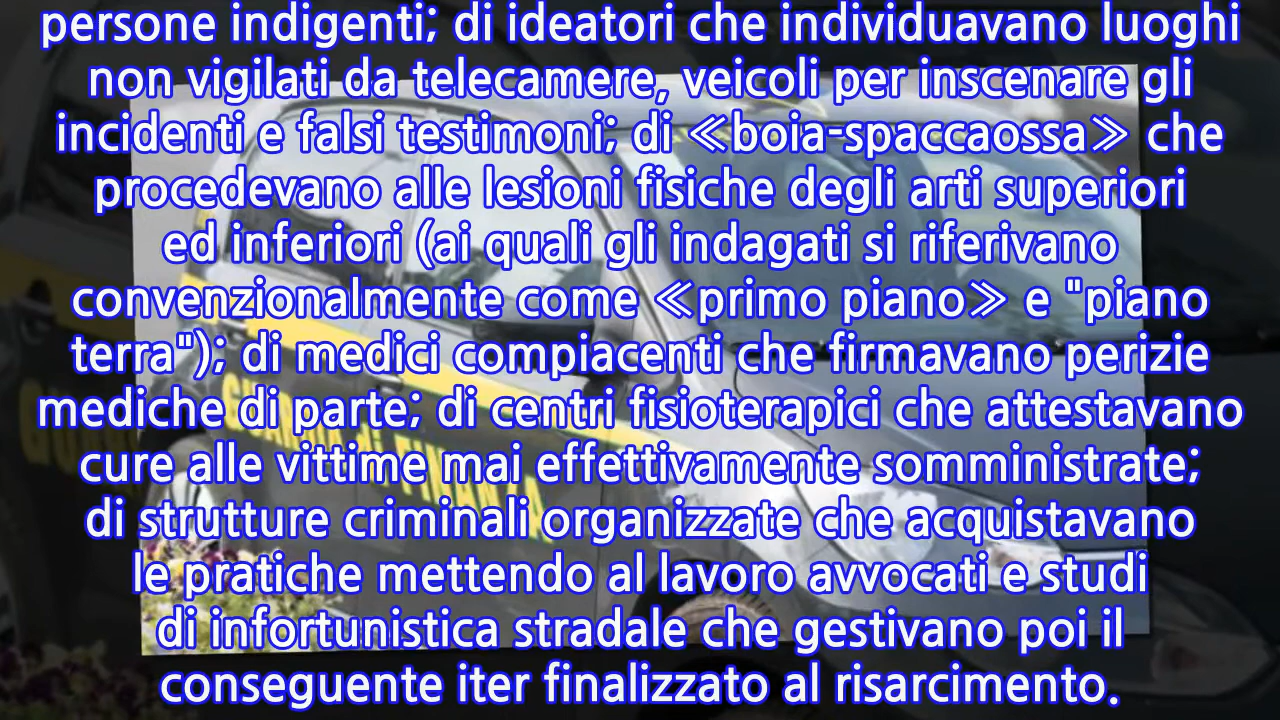 persone indigenti; di ideatori che individuavano luoghi
non vigilati da telecamere, veicoli per inscenare gli
incidenti e falsi testimoni; di ≪boia-spaccaossa≫ che
procedevano alle lesioni fisiche degli arti superiori
ed inferiori (ai quali gli indagati si riferivano
convenzionalmente come ≪primo piano≫ e "piano
terra"); di medici compiacenti che firmavano perizie
mediche di parte; di centri fisioterapici che attestavano
cure alle vittime mai effettivamente somministrate;
di strutture criminali organizzate che acquistavano
le pratiche mettendo al lavoro avvocati e studi
di infortunistica stradale che gestivano poi il
conseguente iter finalizzato al risarcimento.
GUARDIA DI FINANZA